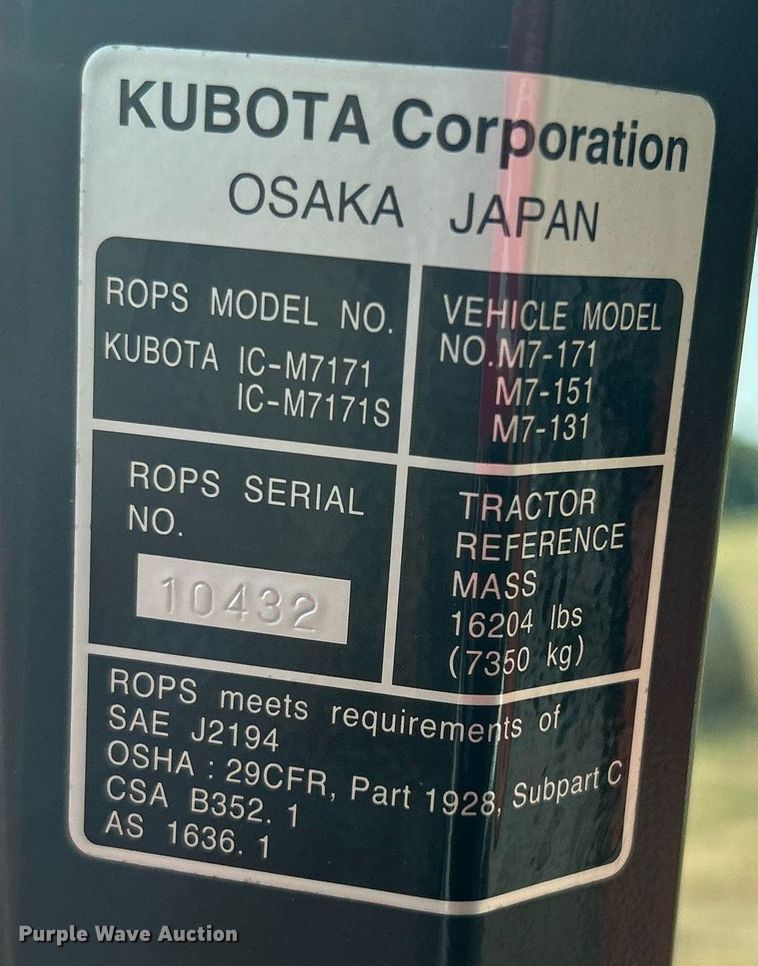 KUBOTA Corporation
OSAKA JAPAN
ROPS MODEL NO.
KUBOTA IC-M7171
IC-M7171S
VEHICLE MODEL
NO.M7-171
M7-151
M7-131
ROPS SERIAL
NO.
10432
TRACTOR
REFERENCE
MASS
16204 lbs
(7350 kg)
ROPS meets requirements of
SAE J2194
OSHA : 29CFR, Part 1928, Subpart C
CSA B352. 1
AS 1636. 1
Purple Wave Auction